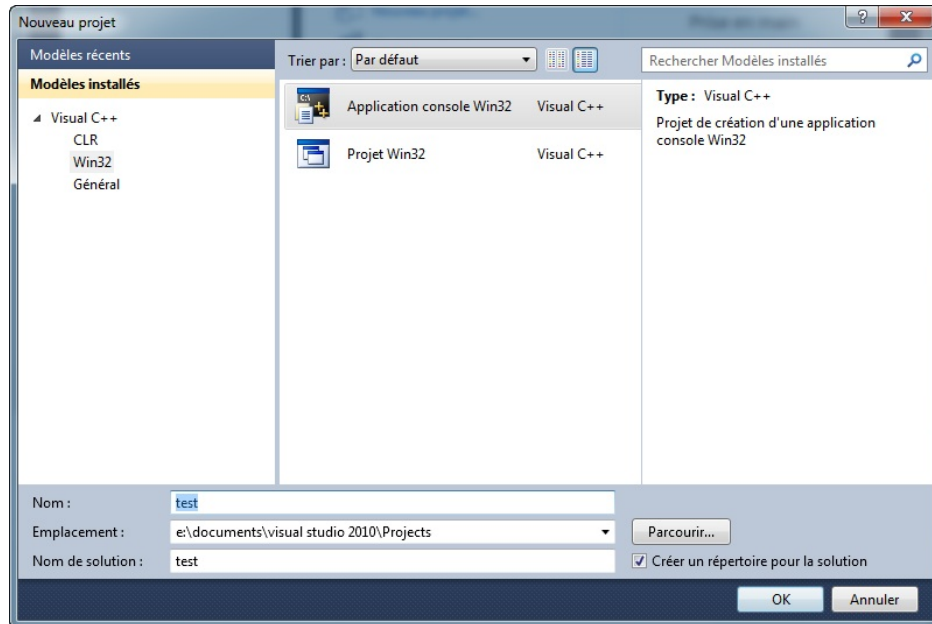 Nouveau projet
Modèles récents
Modèles installés
Visual C++
CLR
Win32
Général
Trier par : Par défaut
Application console Win32 Visual C++
Projet Win32 Visual C++
Rechercher Modèles installés
Type : Visual C++
Projet de création d'une application
console Win32
Nom : test
Emplacement : e:\documents\visual studio 2010\Projects Parcourir...
Nom de solution : test Créer un répertoire pour la solution
OK Annuler